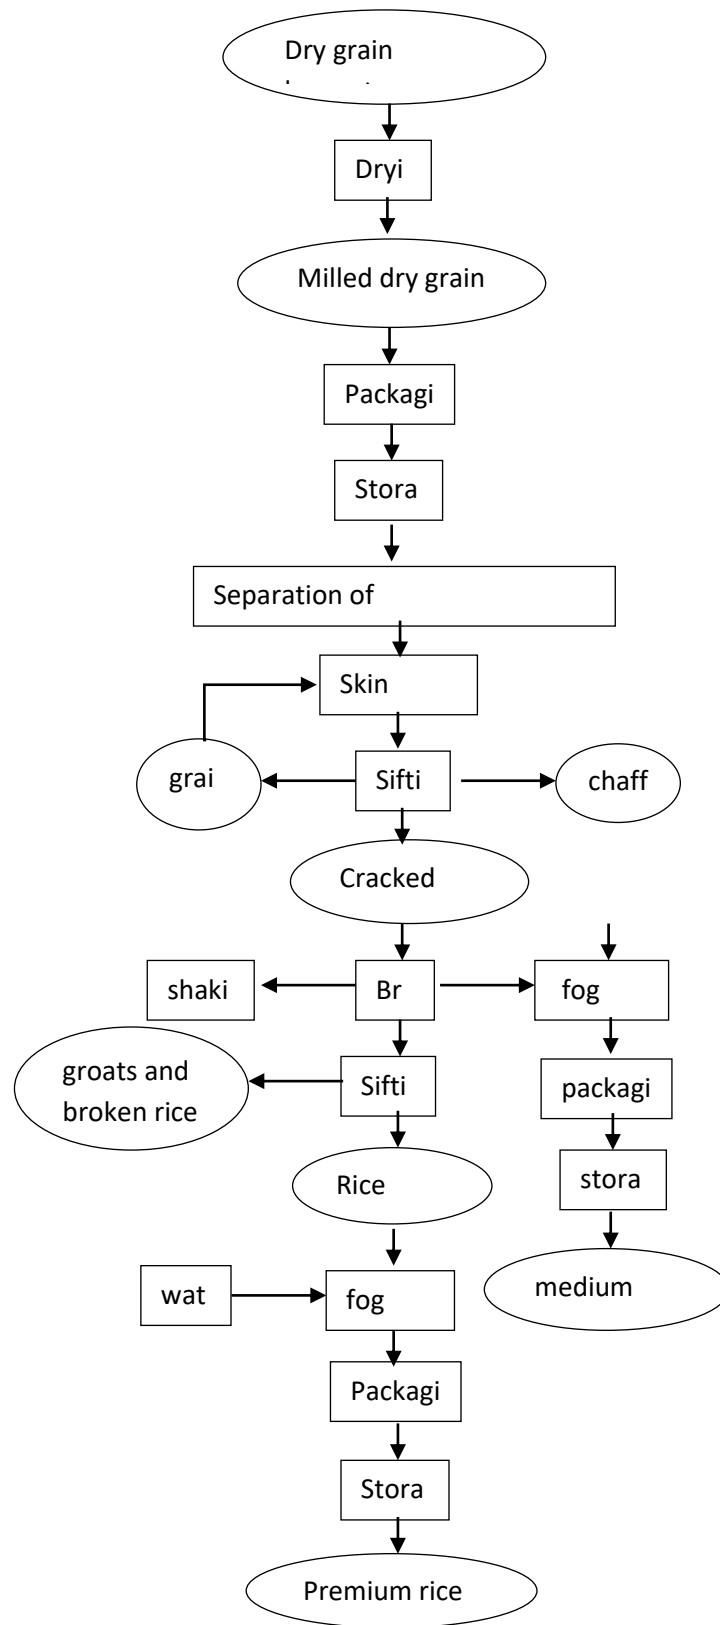 Dry grain
Dryi
Milled dry grain
Packagi
Stora
Separation of
Skin
grai
Sifti
chaff
Cracked
shaki
Br
fog
groats and
broken rice
Sifti
packagi
Rice
stora
wat
fog
medium
Packagi
Stora
Premium rice